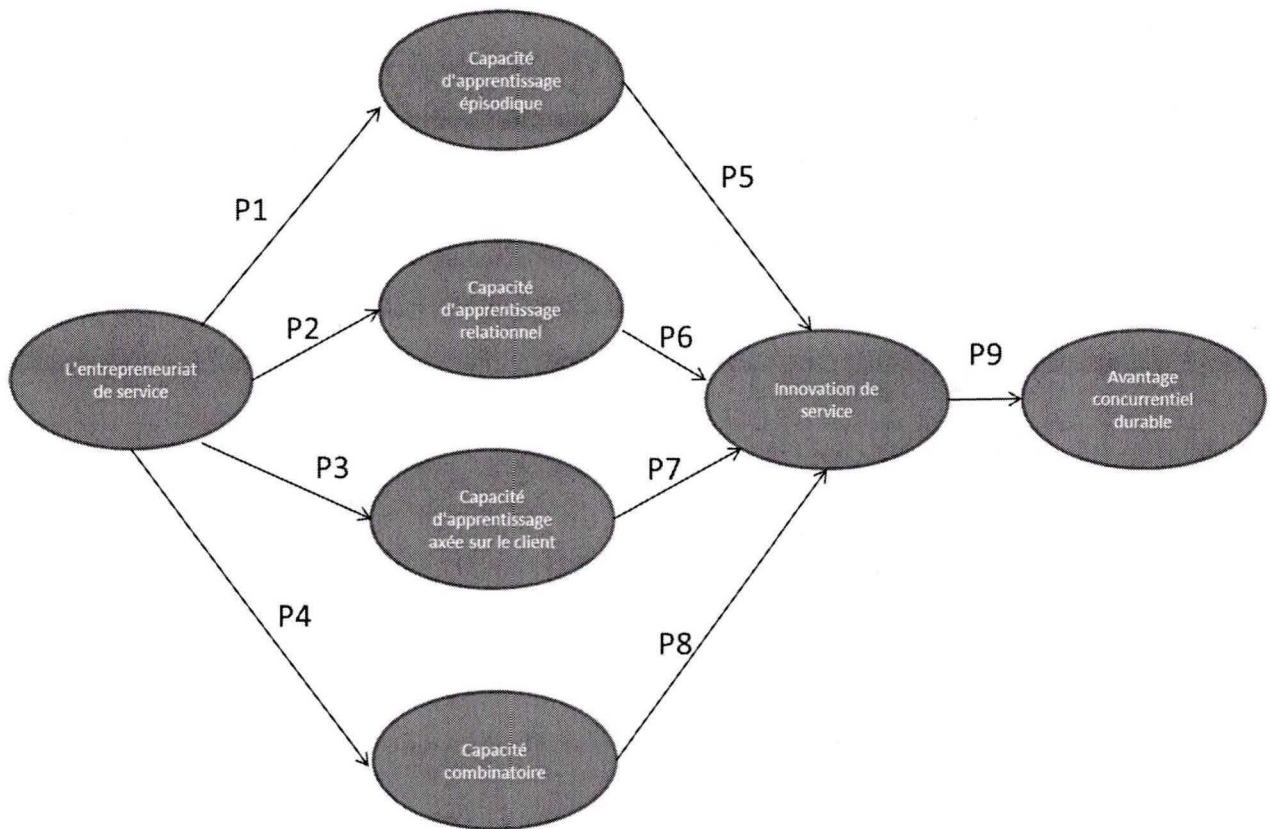 Capacité
d'apprentissage
épisodique
P5
P1
Capacité
d'apprentissage
relationnel
P2
P6
L'entrepreneuriat
de service
P9
Innovation de
service
Avantage
concurrentiel
durable
P3
P7
Capacité
d'apprentissage
axée sur le client
P4
P8
Capacité
combinatoire